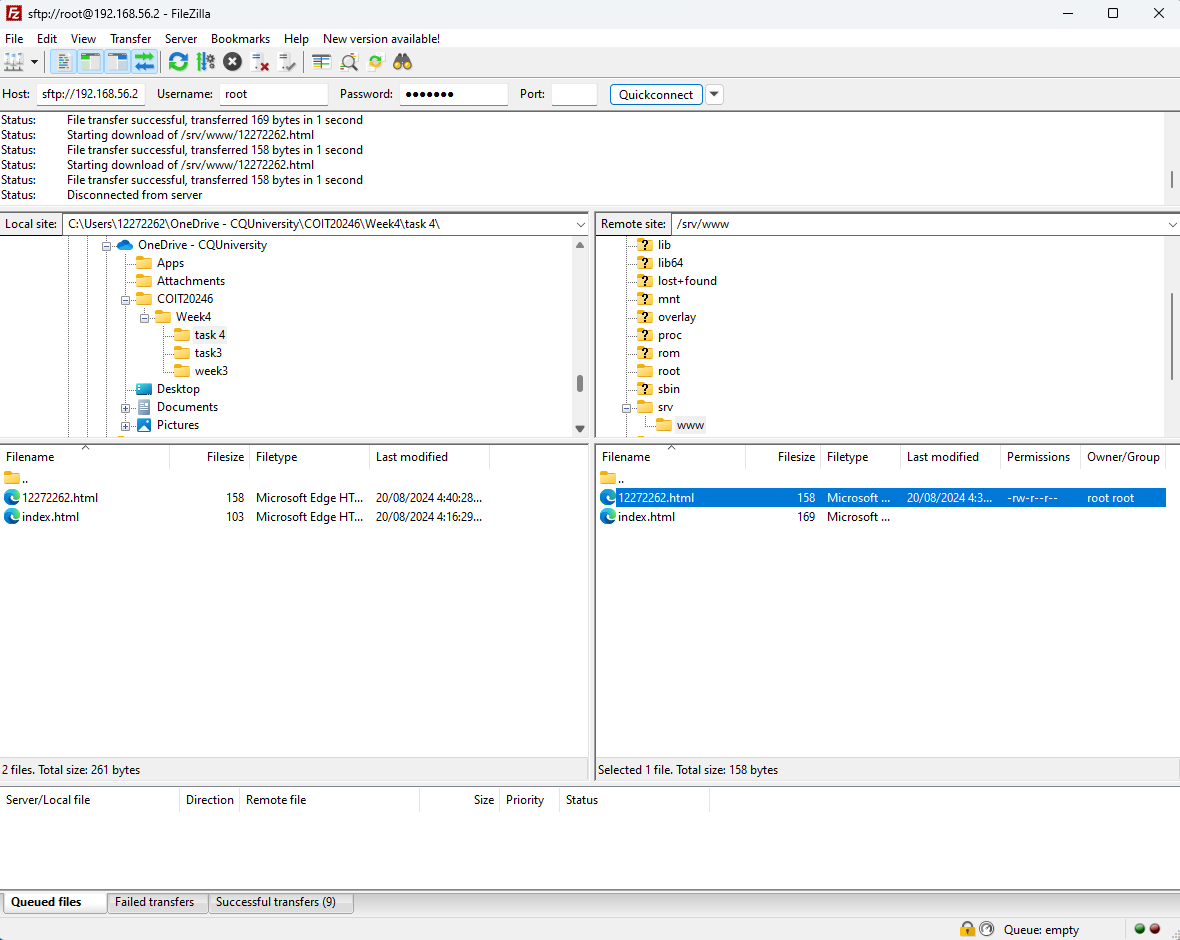 sftp://root@192.168.56.2 - FileZilla
File Edit View Transfer Server Bookmarks Help New version available!
Host: sftp://192.168.56.2 Username: root Password: ●●●●●●● Port: Quickconnect
Status: File transfer successful, transferred 169 bytes in 1 second
Status: Starting download of /srv/www/12272262.html
Status: File transfer successful, transferred 158 bytes in 1 second
Status: Starting download of /srv/www/12272262.html
Status: File transfer successful, transferred 158 bytes in 1 second
Status: Disconnected from server
Local site: C:\Users\12272262\OneDrive - CQUniversity\COIT20246\Week4\task 4\
OneDrive - CQUniversity
Apps
Attachments
COIT20246
Week4
task 4
task3
week3
Desktop
Documents
Pictures
Remote site: /srv/www
lib
lib64
lost+found
mnt
overlay
proc
rom
root
sbin
srv
www
Filename Filesize Filetype Last modified
..
12272262.html 158 Microsoft Edge HT... 20/08/2024 4:40:28...
index.html 103 Microsoft Edge HT... 20/08/2024 4:16:29...
2 files. Total size: 261 bytes
Filename Filesize Filetype Last modified Permissions Owner/Group
..
12272262.html 158 Microsoft ... 20/08/2024 4:3... -rw-r--r-- root root
index.html 169 Microsoft ...
Selected 1 file. Total size: 158 bytes
Server/Local file Direction Remote file Size Priority Status
Queued files Failed transfers Successful transfers (9)
Queue: empty